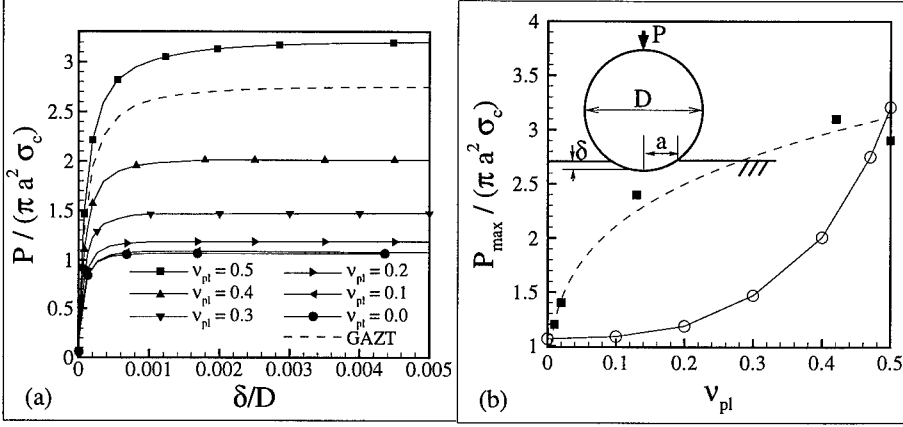 P / (π a² σc)
3
2.5
2
1.5
1
0.5
0
0 0.001 0.002 0.003 0.004 0.005
δ/D
νpl = 0.5
νpl = 0.4
νpl = 0.3
νpl = 0.2
νpl = 0.1
νpl = 0.0
GAZT
(a)
Pmax / (π a² σc)
4
3.5
3
2.5
2
1.5
1
0 0.1 0.2 0.3 0.4 0.5
νpl
P
D
a
δ
(b)